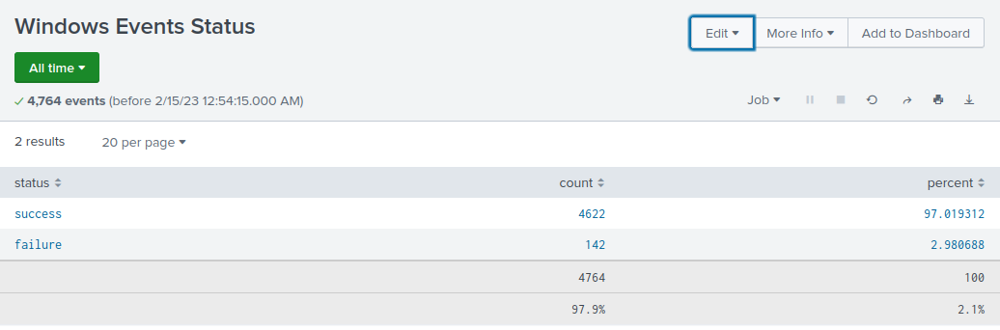 Windows Events Status
Edit More Info Add to Dashboard
All time
4,764 events (before 2/15/23 12:54:15.000 AM)
Job
2 results 20 per page
status count percent
success 4622 97.019312
failure 142 2.980688
4764 100
97.9% 2.1%